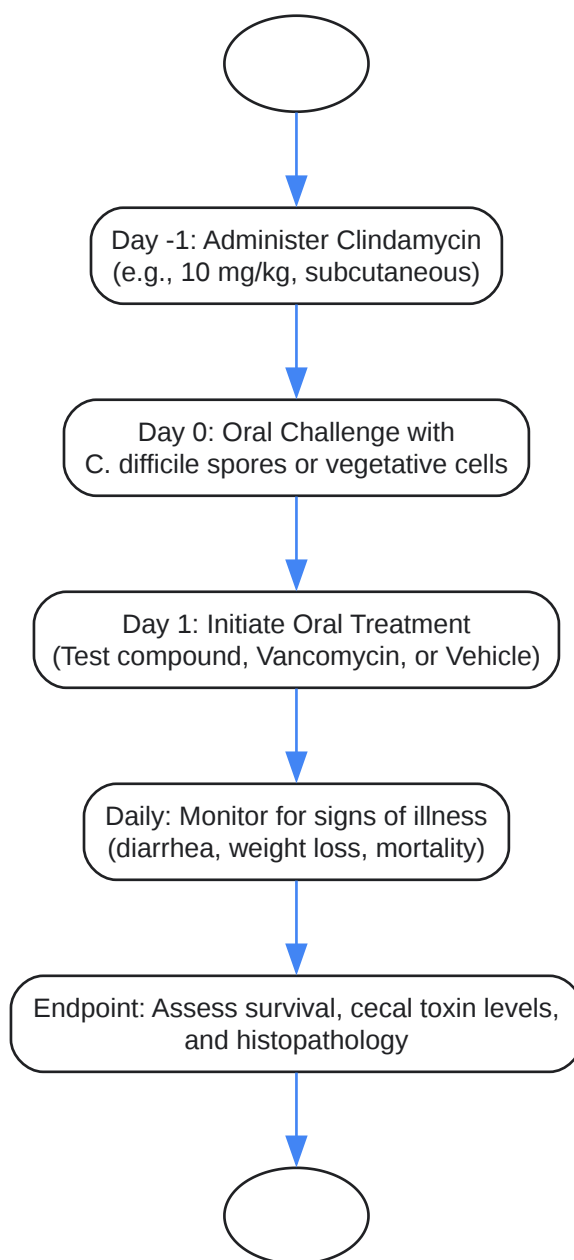 Day -1: Administer Clindamycin
(e.g., 10 mg/kg, subcutaneous)
Day 0: Oral Challenge with
C. difficile spores or vegetative cells
Day 1: Initiate Oral Treatment
(Test compound, Vancomycin, or Vehicle)
Daily: Monitor for signs of illness
(diarrhea, weight loss, mortality)
Endpoint: Assess survival, cecal toxin levels,
and histopathology